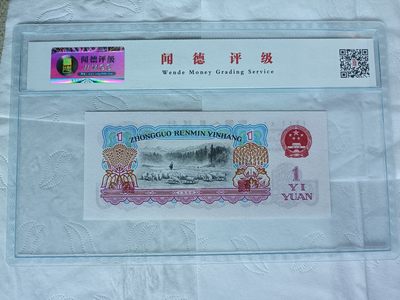 闻德评级
闻德评级
Wende Money Grading Service
1
1
ZHONGGUO RENMIN YINHANG
1
YI
YUAN